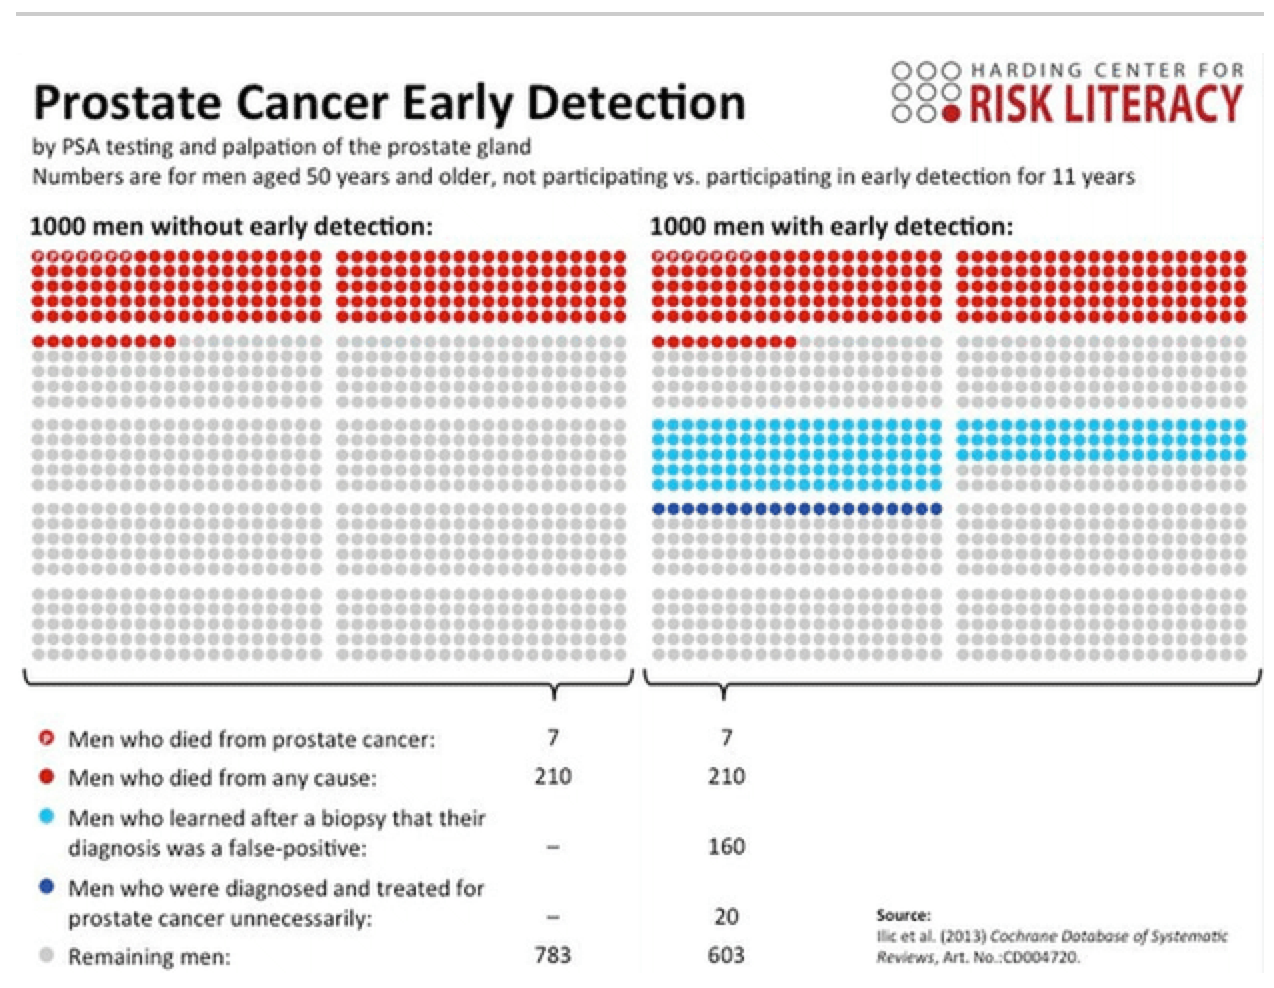 HARDING CENTER FOR
RISK LITERACY
Prostate Cancer Early Detection
by PSA testing and palpation of the prostate gland
Numbers are for men aged 50 years and older, not participating vs. participating in early detection for 11 years
1000 men without early detection:
1000 men with early detection:
P P P P P P P
P P P P P P P
P Men who died from prostate cancer: 7 7
Men who died from any cause: 210 210
Men who learned after a biopsy that their
diagnosis was a false-positive: – 160
Men who were diagnosed and treated for
prostate cancer unnecessarily: – 20
Remaining men: 783 603
Source:
Ilic et al. (2013) Cochrane Database of Systematic
Reviews, Art. No.:CD004720.